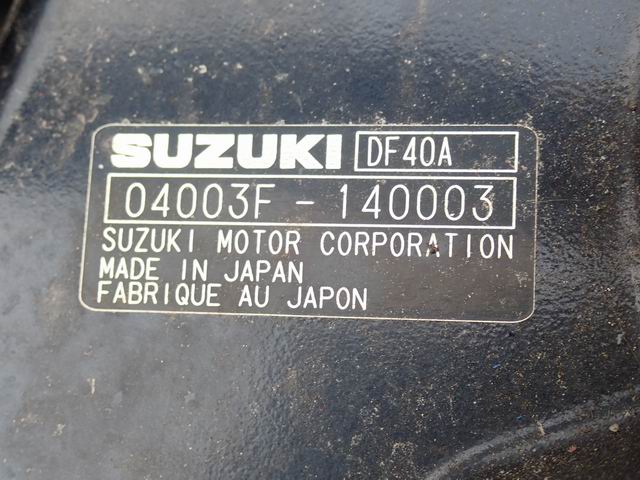 SUZUKI DF40A
04003F - 140003
SUZUKI MOTOR CORPORATION
MADE IN JAPAN
FABRIQUE AU JAPON